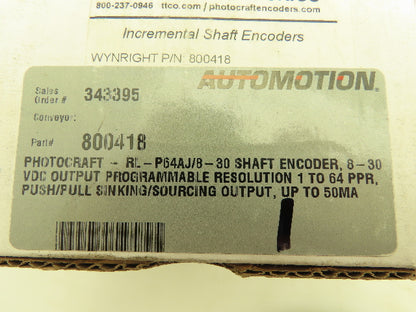 800-237-0946 ttco.com / photocraftencoders.com
Incremental Shaft Encoders
WYNRIGHT P/N: 800418
AUTOMOTION.
Sales Order # 343395
Conveyor:
Part# 800418
PHOTOCRAFT - RL-P64AJ/8-30 SHAFT ENCODER, 8-30
VDC OUTPUT PROGRAMMABLE RESOLUTION 1 TO 64 PPR,
PUSH/PULL SINKING/SOURCING OUTPUT, UP TO 50MA